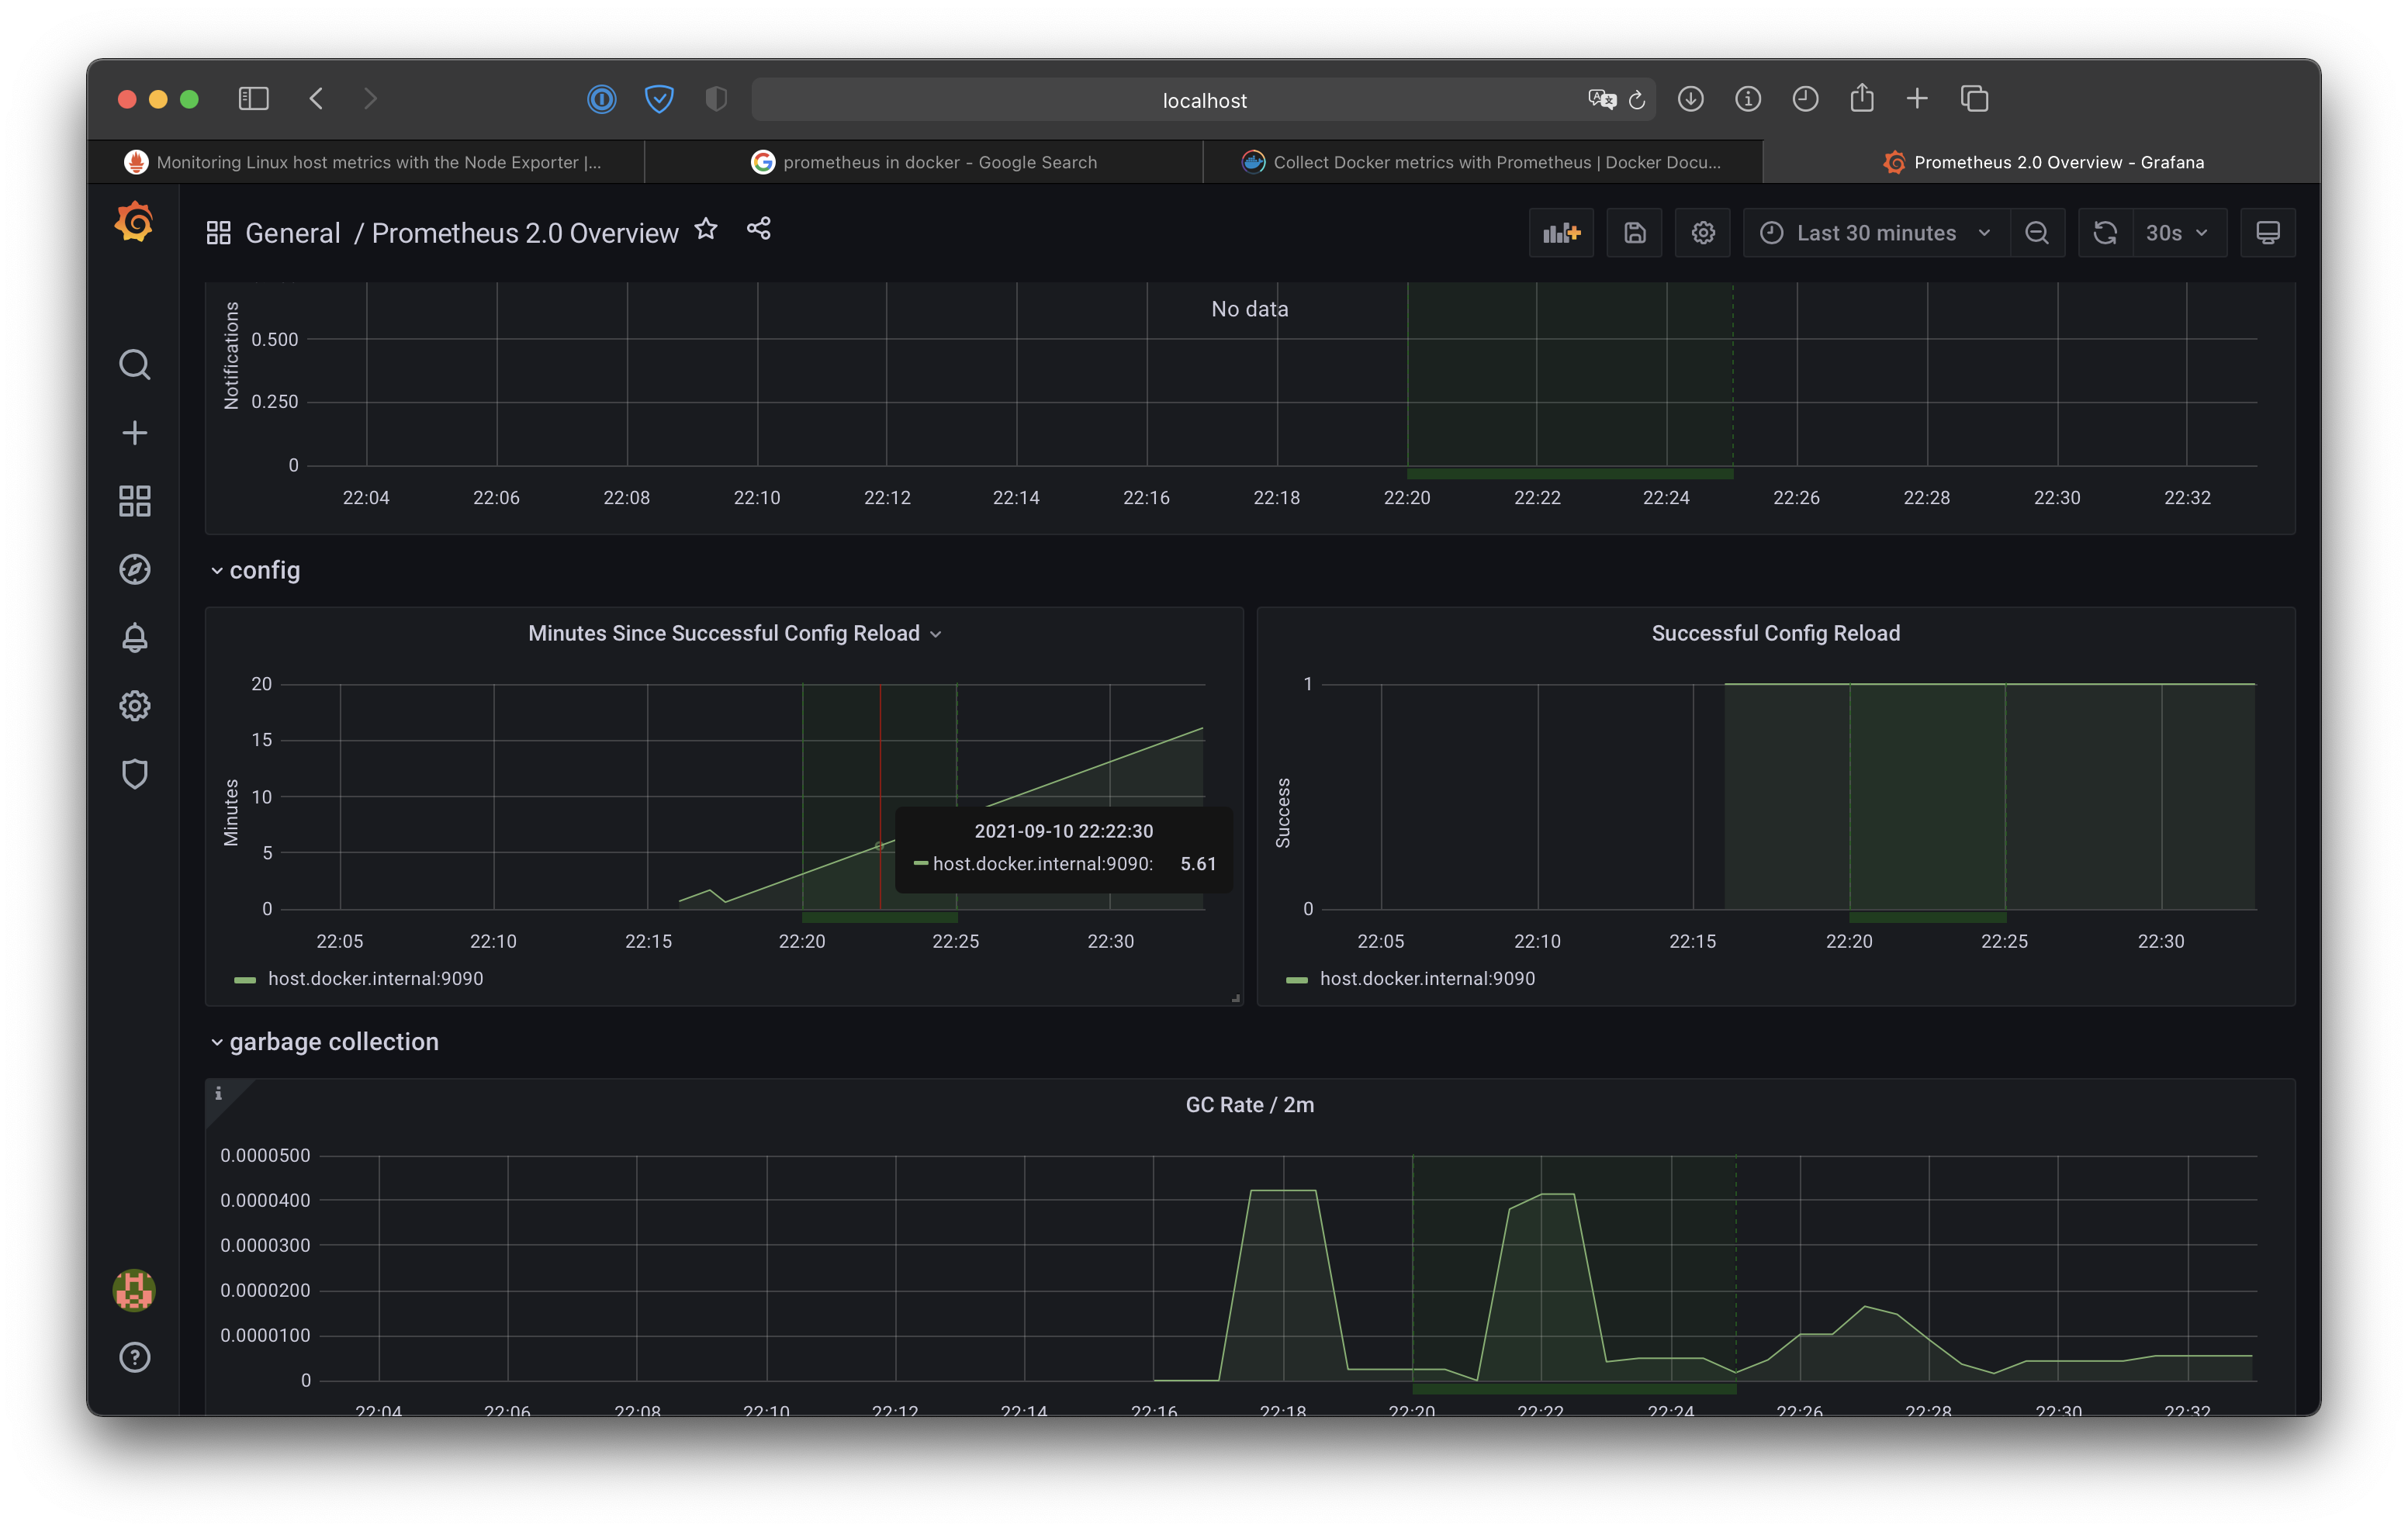 localhost
Monitoring Linux host metrics with the Node Exporter |...
prometheus in docker - Google Search
Collect Docker metrics with Prometheus | Docker Docu...
Prometheus 2.0 Overview - Grafana
General / Prometheus 2.0 Overview
Last 30 minutes
30s
No data
Notifications
0.500
0.250
0
22:04 22:06 22:08 22:10 22:12 22:14 22:16 22:18 22:20 22:22 22:24 22:26 22:28 22:30 22:32
config
Minutes Since Successful Config Reload
Minutes
20
15
10
5
0
2021-09-10 22:22:30
host.docker.internal:9090: 5.61
22:05 22:10 22:15 22:20 22:25 22:30
host.docker.internal:9090
Successful Config Reload
Success
1
0
22:05 22:10 22:15 22:20 22:25 22:30
host.docker.internal:9090
garbage collection
i
GC Rate / 2m
0.0000500
0.0000400
0.0000300
0.0000200
0.0000100
0
22:04 22:06 22:08 22:10 22:12 22:14 22:16 22:18 22:20 22:22 22:24 22:26 22:28 22:30 22:32